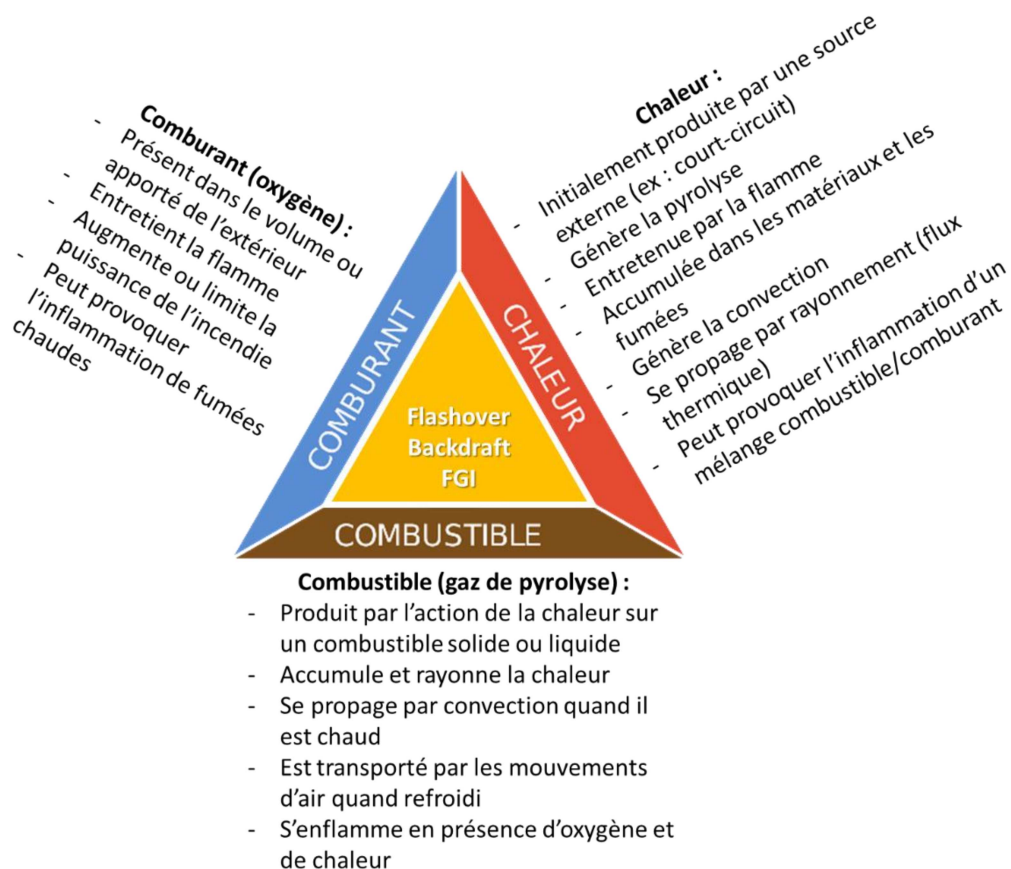 Comburant (oxygène) :
- Présent dans le volume ou
apporté de l'extérieur
- Entretient la flamme
- Augmente ou limite la
puissance de l'incendie
- Peut provoquer
l'inflammation de fumées
chaudes
Chaleur :
- Initialement produite par une source
externe (ex : court-circuit)
- Génère la pyrolyse
- Entretenue par la flamme
- Accumulée dans les matériaux et les
fumées
- Génère la convection
- Se propage par rayonnement (flux
thermique)
- Peut provoquer l'inflammation d'un
mélange combustible/comburant
COMBURANT
CHALEUR
Flashover
Backdraft
FGI
COMBUSTIBLE
Combustible (gaz de pyrolyse) :
- Produit par l'action de la chaleur sur
un combustible solide ou liquide
- Accumule et rayonne la chaleur
- Se propage par convection quand il
est chaud
- Est transporté par les mouvements
d'air quand refroidi
- S'enflamme en présence d'oxygène et
de chaleur